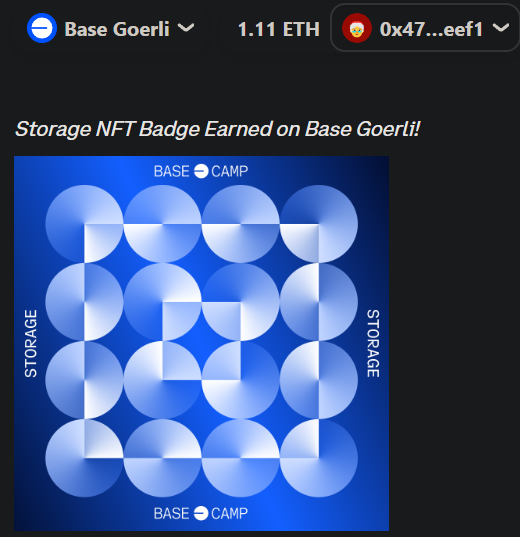 Base Goerli 1.11 ETH 0x47...eef1
Storage NFT Badge Earned on Base Goerli!
BASE CAMP
STORAGE
STORAGE
BASE CAMP